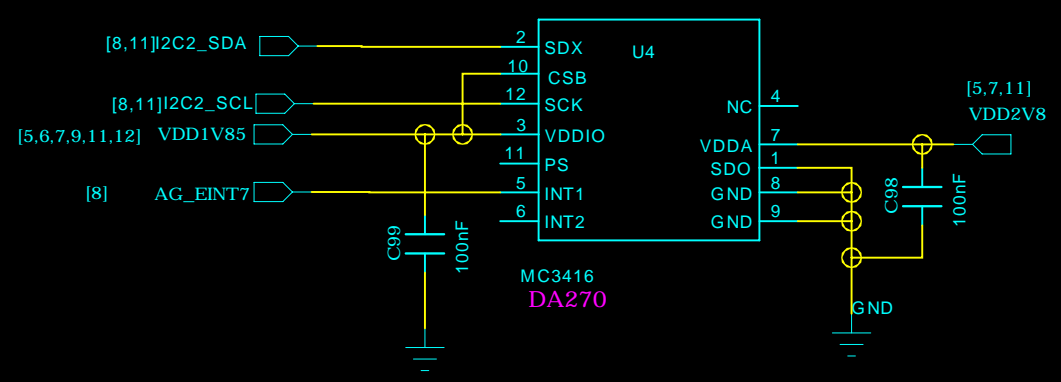 [8,11]I2C2_SDA
2
SDX
U4
10
CSB
[8,11]I2C2_SCL
12
SCK
4
NC
[5,7,11]
VDD2V8
[5,6,7,9,11,12] VDD1V85
3
VDDIO
7
VDDA
11
PS
1
SDO
[8] AG_EINT7
5
INT1
8
GND
6
INT2
9
GND
C98
100nF
C99
100nF
MC3416
DA270
GND